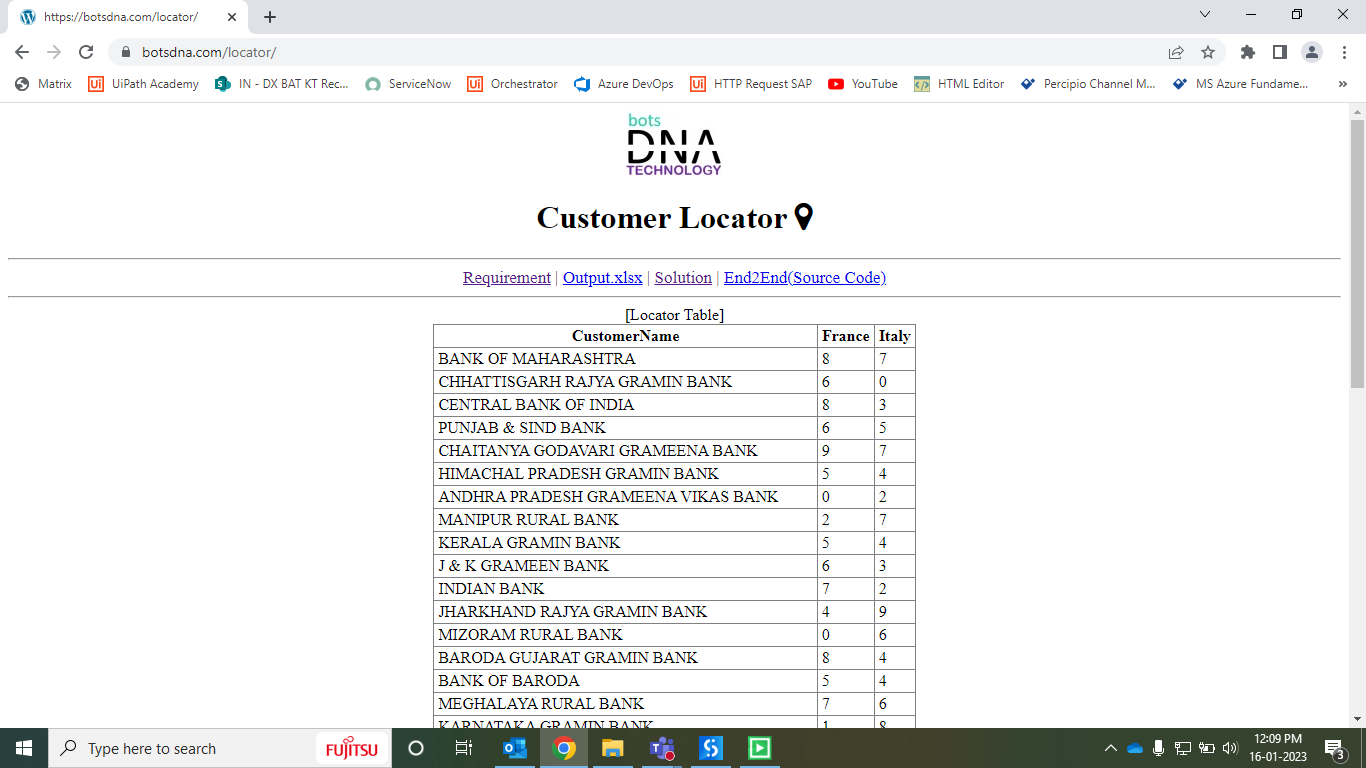 https://botsdna.com/locator/
botsdna.com/locator/
Matrix UiPath Academy IN - DX BAT KT Rec... ServiceNow Orchestrator Azure DevOps HTTP Request SAP YouTube HTML Editor Percipio Channel M... MS Azure Fundame... »
bots
DNA
TECHNOLOGY
Customer Locator
Requirement | Output.xlsx | Solution | End2End(Source Code)
[Locator Table]
CustomerName France Italy
BANK OF MAHARASHTRA 8 7
CHHATTISGARH RAJYA GRAMIN BANK 6 0
CENTRAL BANK OF INDIA 8 3
PUNJAB & SIND BANK 6 5
CHAITANYA GODAVARI GRAMEENA BANK 9 7
HIMACHAL PRADESH GRAMIN BANK 5 4
ANDHRA PRADESH GRAMEENA VIKAS BANK 0 2
MANIPUR RURAL BANK 2 7
KERALA GRAMIN BANK 5 4
J & K GRAMEEN BANK 6 3
INDIAN BANK 7 2
JHARKHAND RAJYA GRAMIN BANK 4 9
MIZORAM RURAL BANK 0 6
BARODA GUJARAT GRAMIN BANK 8 4
BANK OF BARODA 5 4
MEGHALAYA RURAL BANK 7 6
KARNATAKA GRAMIN BANK 1 8
Type here to search FUJITSU 12:09 PM
16-01-2023 3